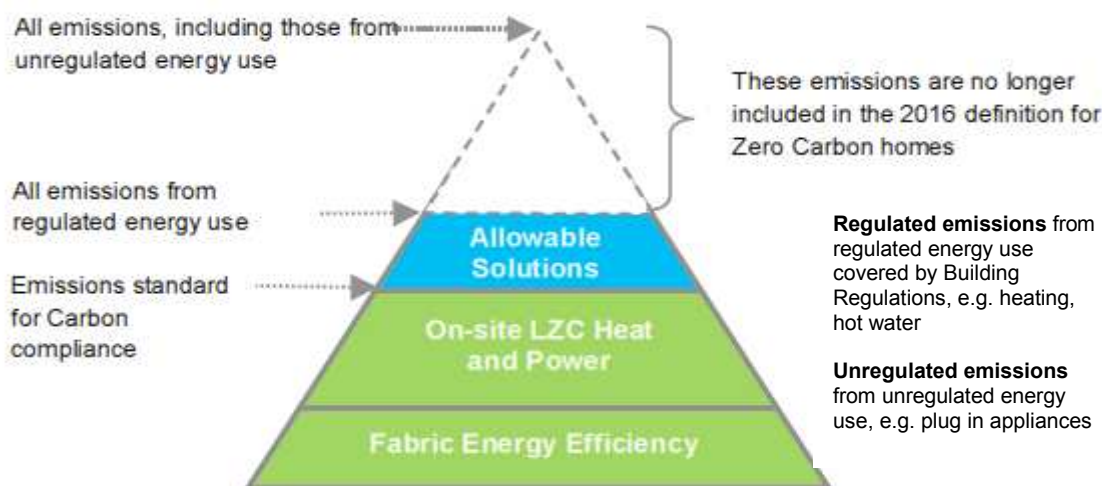 All emissions, including those from
unregulated energy use
These emissions are no longer
included in the 2016 definition for
Zero Carbon homes
All emissions from
regulated energy use
Allowable
Solutions
Regulated emissions from
regulated energy use
covered by Building
Regulations, e.g. heating,
hot water
Emissions standard
for Carbon
compliance
On-site LZC Heat
and Power
Unregulated emissions
from unregulated energy
use, e.g. plug in appliances
Fabric Energy Efficiency